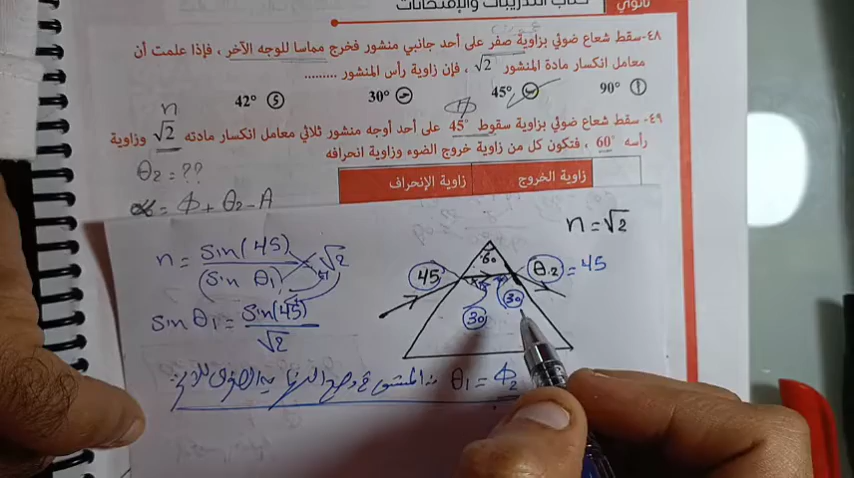 ثانوي
كتاب التدريبات والإمتحانات
٤٨- سقط شعاع ضوئي بزاوية صفر على أحد جانبي منشور فخرج مماسا للوجه الآخر ، فإذا علمت أن
معامل انكسار مادة المنشور √2 ، فإن زاوية رأس المنشور .........
أ 90° ب 45° ج 30° د 42°
٤٩- سقط شعاع ضوئي بزاوية سقوط 45° على أحد أوجه منشور ثلاثي معامل انكسار مادته √2 وزاوية
رأسه 60° ، فتكون كل من زاوية خروج الضوء وزاوية انحرافه
زاوية الخروج زاوية الإنحراف
n
ϕ
θ2 = ??
α = ϕ + θ2 - A
n = √2
n = sin(45) / (sin θ1) √2
sin θ1 = sin(45) / √2
60
45
θ2 = 45
30
30
θ1 = ϕ2